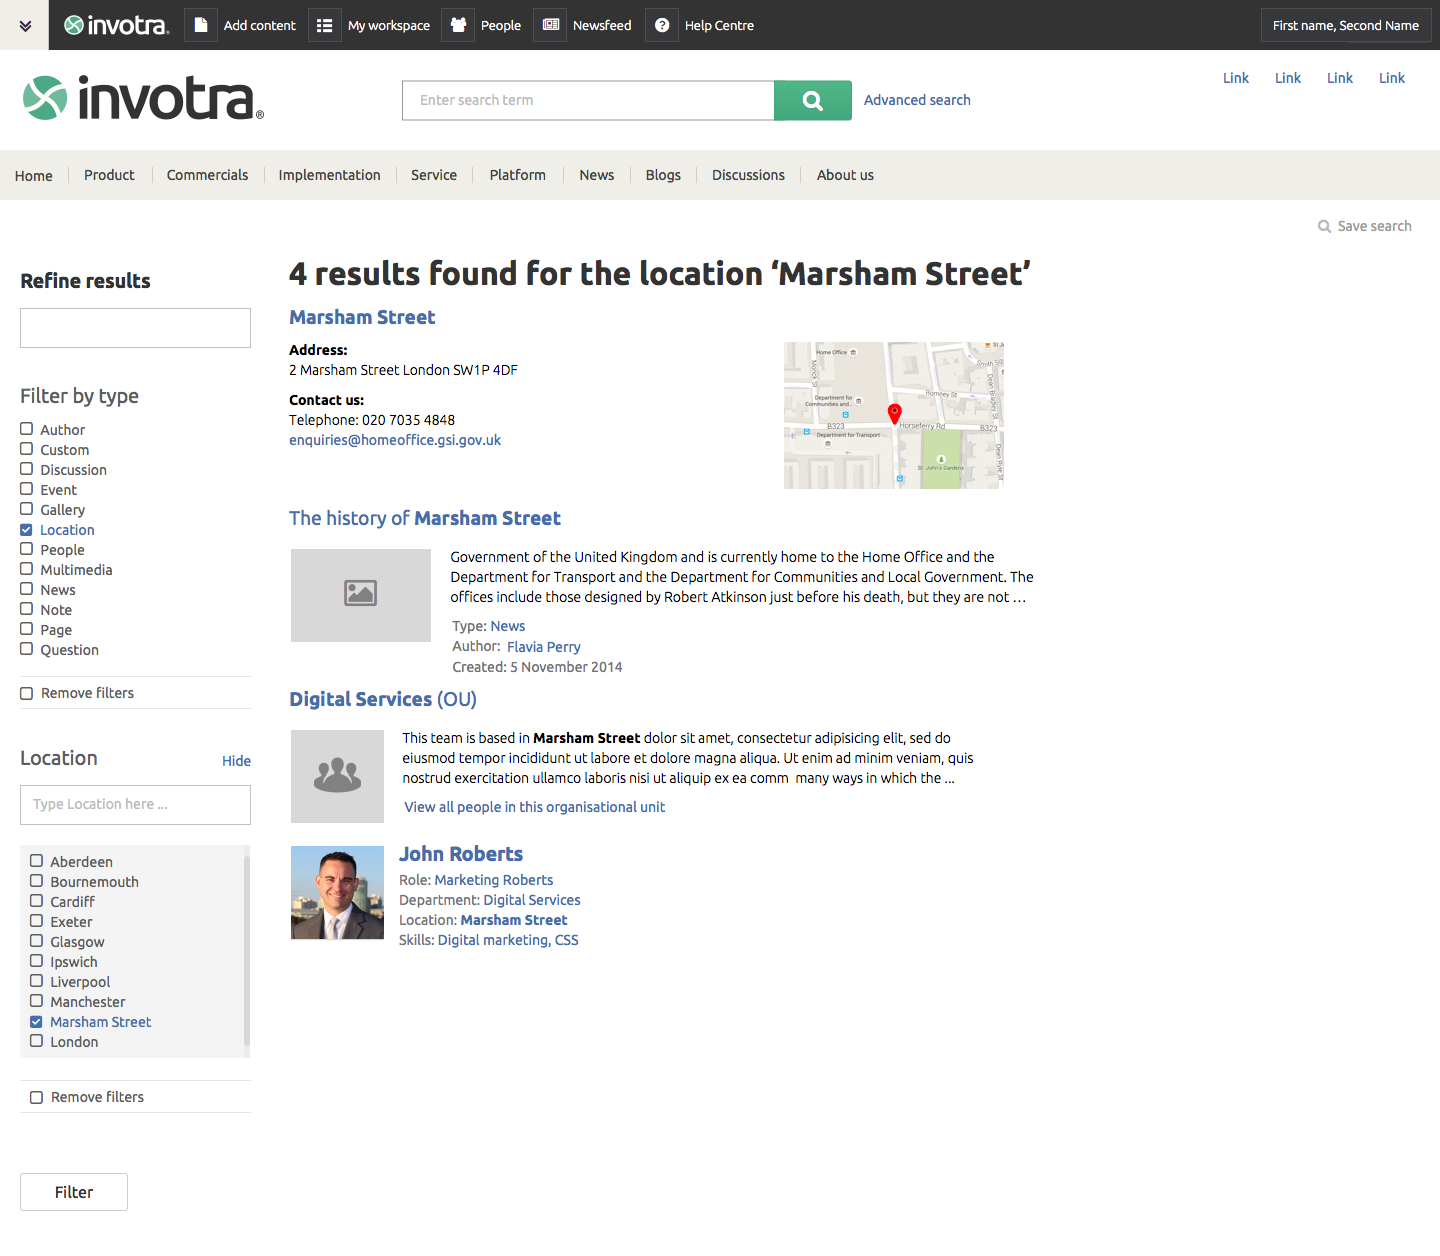 invotra
Add content
My workspace
People
Newsfeed
Help Centre
First name, Second Name
invotra®
Enter search term
Advanced search
Link
Link
Link
Link
Home
Product
Commercials
Implementation
Service
Platform
News
Blogs
Discussions
About us
Save search
Refine results
Filter by type
Author
Custom
Discussion
Event
Gallery
Location
People
Multimedia
News
Note
Page
Question
Remove filters
Location
Hide
Type Location here ...
Aberdeen
Bournemouth
Cardiff
Exeter
Glasgow
Ipswich
Liverpool
Manchester
Marsham Street
London
Remove filters
Filter
4 results found for the location ‘Marsham Street’
Marsham Street
Address:
2 Marsham Street London SW1P 4DF
Contact us:
Telephone: 020 7035 4848
enquiries@homeoffice.gsi.gov.uk
Home Office
Monck St
Department for
Communities and...
B323
Department for Transport
Horseferry Rd
B323
Romney St
Smith S
Dean Bradley St
Dean Ryle St
St. John's Gardens
St.J
The history of Marsham Street
Government of the United Kingdom and is currently home to the Home Office and the
Department for Transport and the Department for Communities and Local Government. The
offices include those designed by Robert Atkinson just before his death, but they are not ...
Type: News
Author: Flavia Perry
Created: 5 November 2014
Digital Services (OU)
This team is based in Marsham Street dolor sit amet, consectetur adipisicing elit, sed do
eiusmod tempor incididunt ut labore et dolore magna aliqua. Ut enim ad minim veniam, quis
nostrud exercitation ullamco laboris nisi ut aliquip ex ea comm  many ways in which the ...
View all people in this organisational unit
John Roberts
Role: Marketing Roberts
Department: Digital Services
Location: Marsham Street
Skills: Digital marketing, CSS